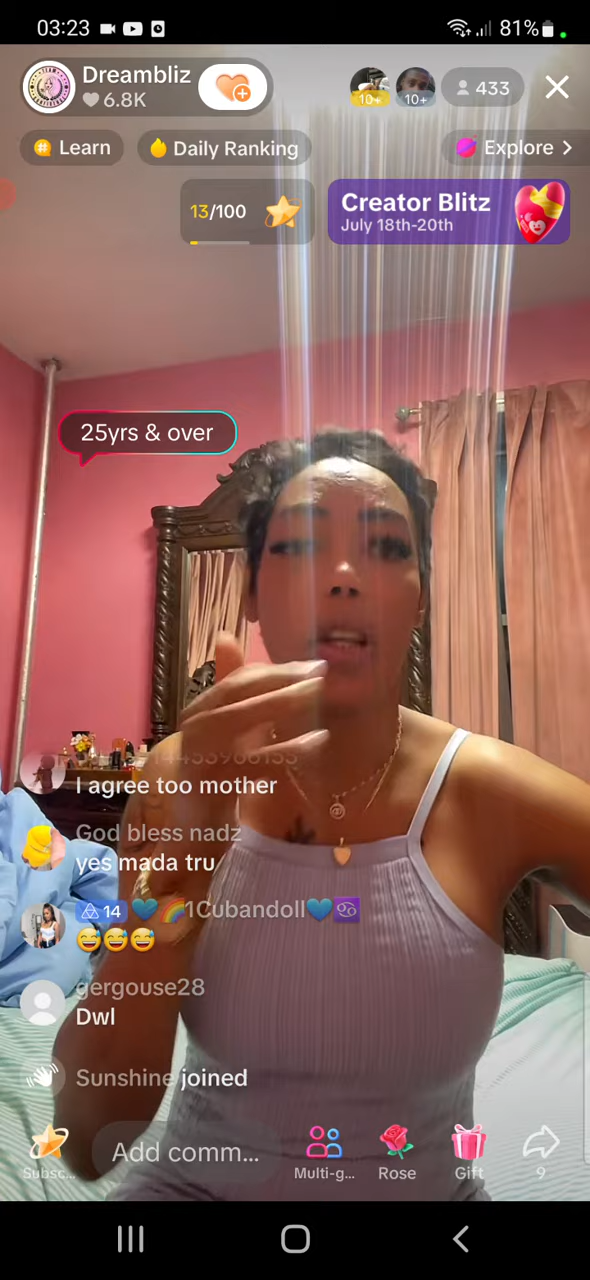 03:23
81%
Dreambliz
6.8K
10+
10+
433
Learn
Daily Ranking
Explore >
13/100
Creator Blitz
July 18th-20th
25yrs & over
I agree too mother
God bless nadz
yes mada tru
14 💙🌈1Cubandoll💙♋
😅😅😅
gergouse28
Dwl
Sunshine joined
Add comm...
Subsc...
Multi-g...
Rose
Gift
9